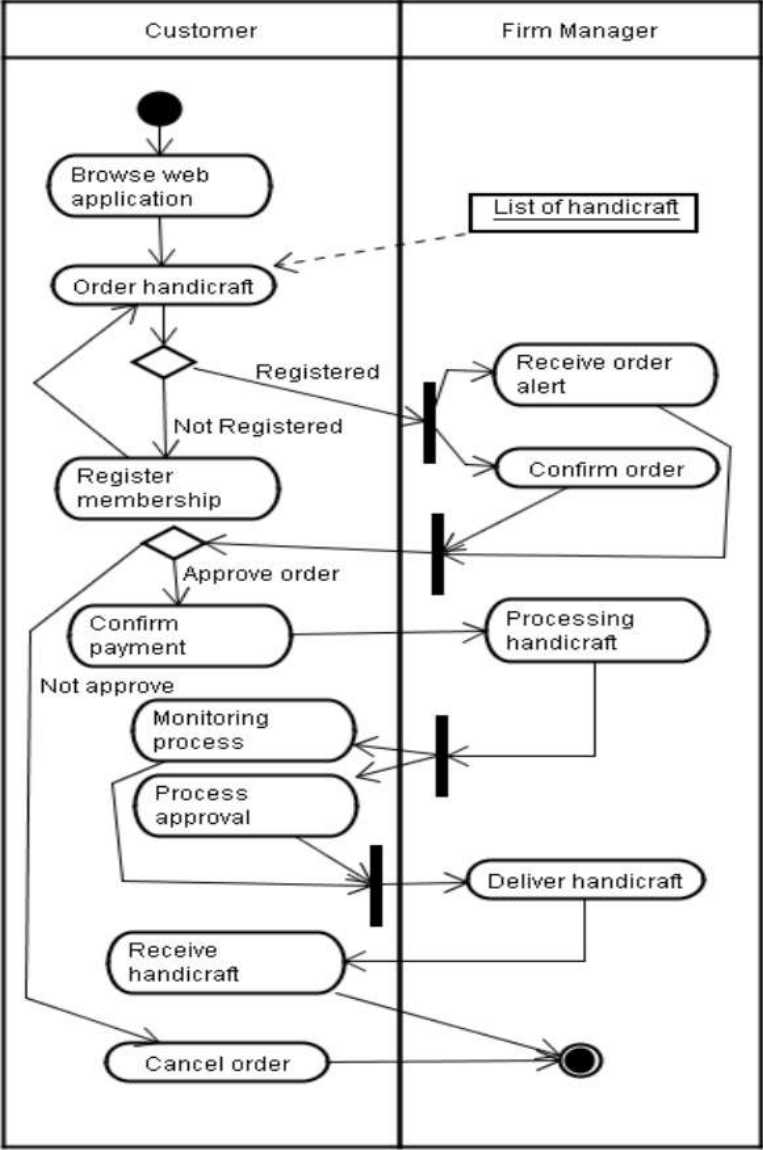 Customer
Firm Manager
Browse web
application
List of handicraft
Order handicraft
Receive order
alert
Registered
Not Registered
Confirm order
Register
membership
Approve order
Confirm
payment
Processing
handicraft
Not approve
Monitoring
process
Process
approval
Deliver handicraft
Receive
handicraft
Cancel order